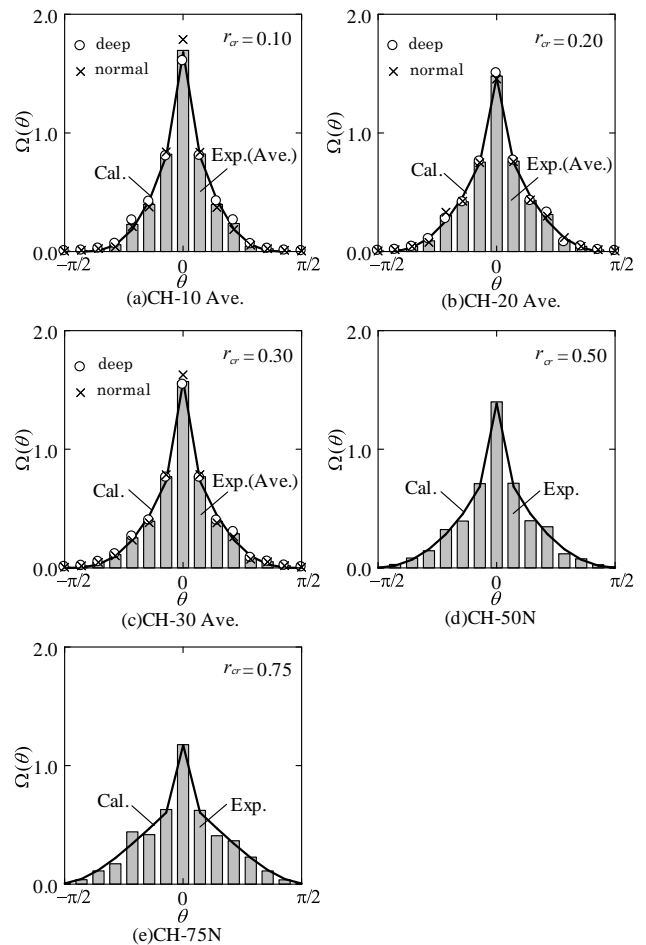 2.0
deep
normal
r_cr = 0.10
Ω(θ)
1.0
Cal.
Exp.(Ave.)
0.0
−π/2
0
π/2
θ
(a)CH-10 Ave.
2.0
deep
normal
r_cr = 0.20
Ω(θ)
1.0
Cal.
Exp.(Ave.)
0.0
−π/2
0
π/2
θ
(b)CH-20 Ave.
2.0
deep
normal
r_cr = 0.30
Ω(θ)
1.0
Cal.
Exp.(Ave.)
0.0
−π/2
0
π/2
θ
(c)CH-30 Ave.
2.0
r_cr = 0.50
Ω(θ)
1.0
Cal.
Exp.
0.0
−π/2
0
π/2
θ
(d)CH-50N
2.0
r_cr = 0.75
Ω(θ)
1.0
Cal.
Exp.
0.0
−π/2
0
π/2
θ
(e)CH-75N